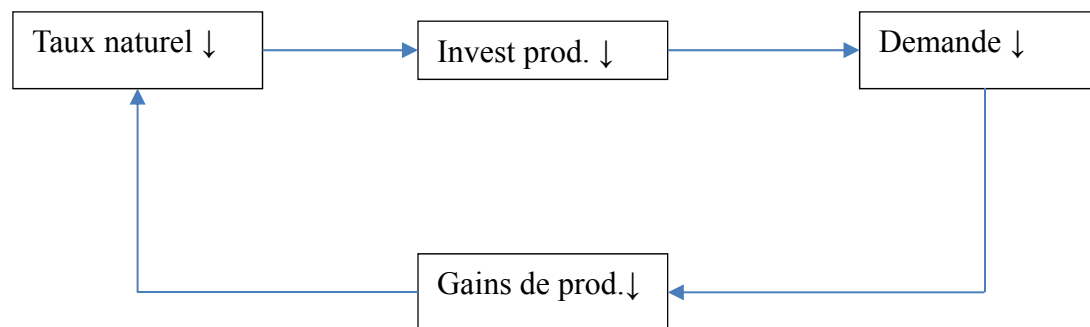 Taux naturel ↓
Invest prod. ↓
Demande ↓
Gains de prod.↓